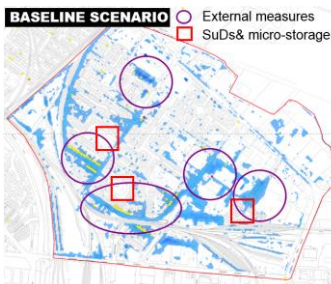 BASELINE SCENARIO
External measures
SuDs& micro-storage